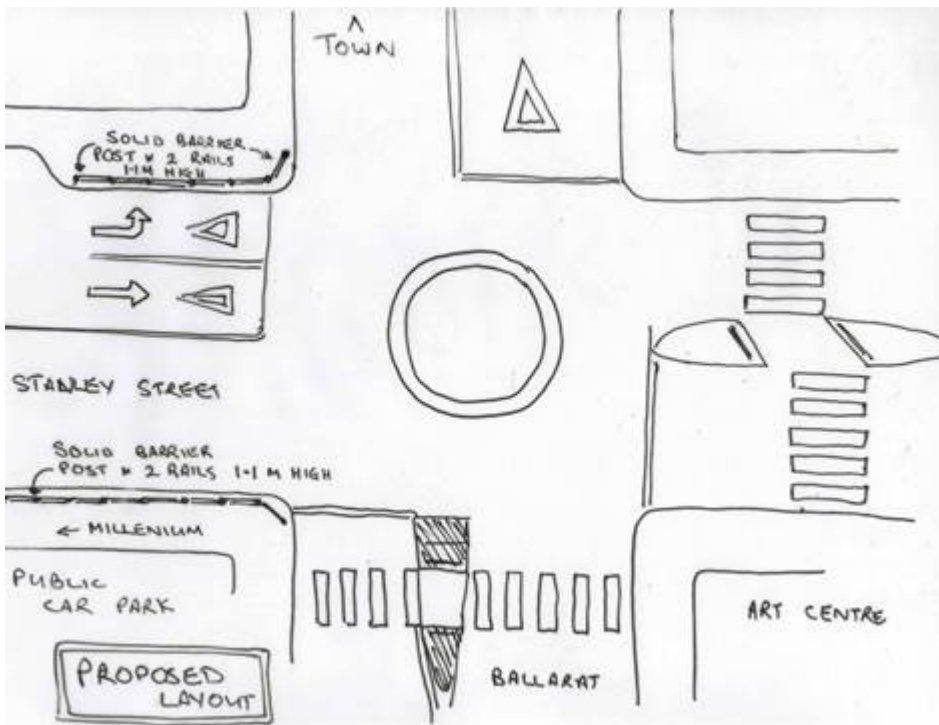 ^
TOWN
SOLID BARRIER
POST & 2 RAILS
1·1M HIGH
STANLEY STREET
SOLID BARRIER
POST & 2 RAILS 1·1 M HIGH
← MILLENIUM
PUBLIC
CAR PARK
ART CENTRE
BALLARAT
PROPOSED
LAYOUT